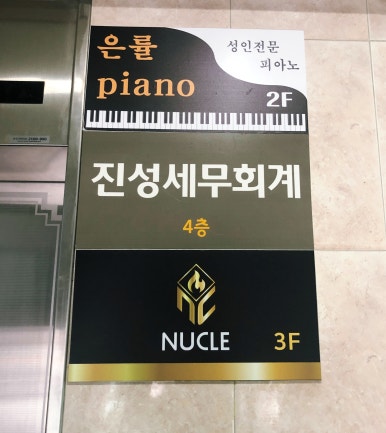 은률
piano
성인전문
피아노
2F
진성세무회계
4층
NUCLE
3F